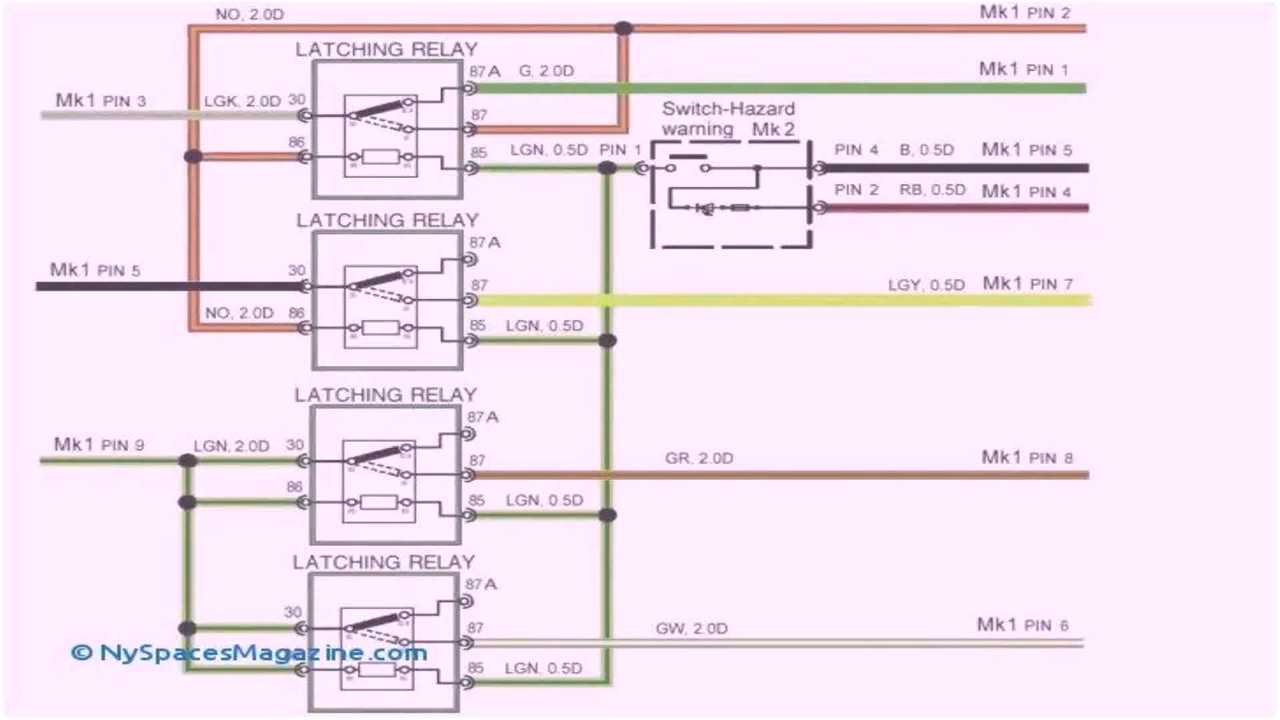 NO, 2.0D
Mk1 PIN 2
LATCHING RELAY
87A G, 2.0D Mk1 PIN 1
Mk1 PIN 3 LGK, 2.0D 30
87
Switch-Hazard
warning Mk2
86
85 LGN, 0.5D PIN 1
PIN 4 B, 0.5D Mk1 PIN 5
PIN 2 RB, 0.5D Mk1 PIN 4
LATCHING RELAY
87A
Mk1 PIN 5 30
87 LGY, 0.5D Mk1 PIN 7
NO, 2.0D 86
85 LGN, 0.5D
LATCHING RELAY
87A
Mk1 PIN 9 LGN, 2.0D 30
87 GR, 2.0D Mk1 PIN 8
86
85 LGN, 0.5D
LATCHING RELAY
87A
30
87 GW, 2.0D Mk1 PIN 6
© NySpacesMagazine.com
85 LGN, 0.5D